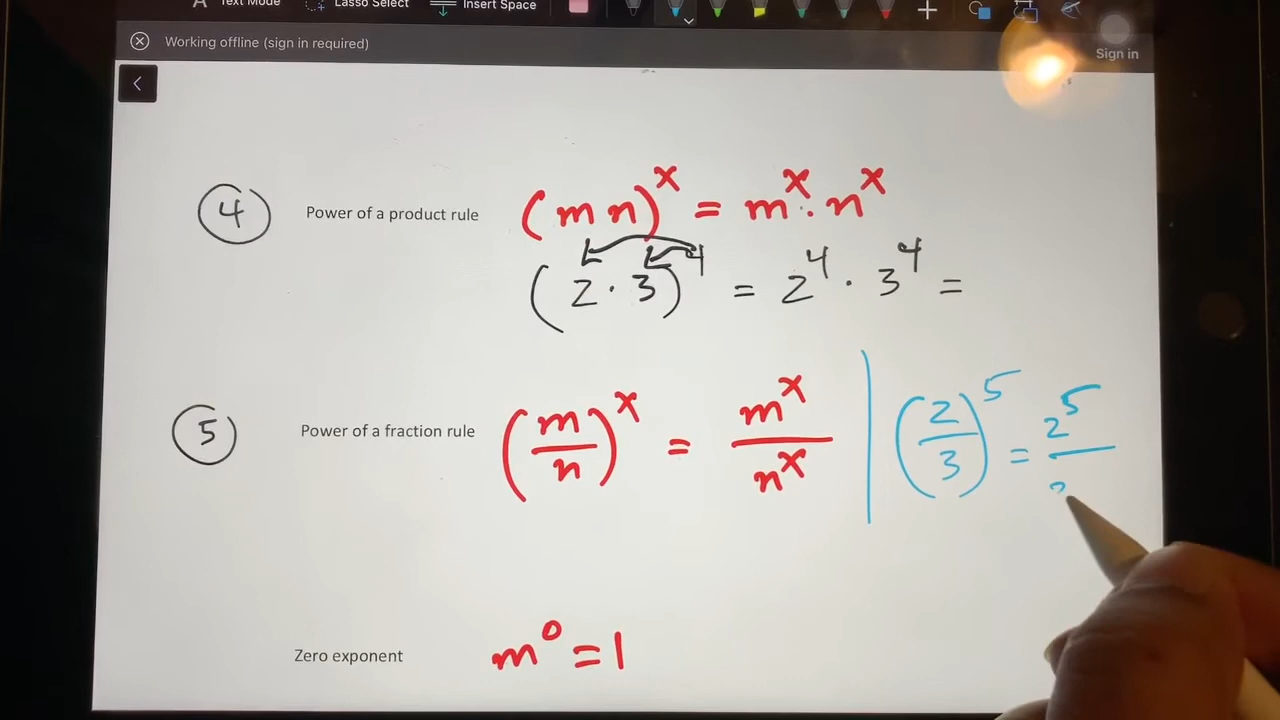 Text Mode Lasso Select Insert Space
Working offline (sign in required)
Sign in
4 Power of a product rule (mn)^x = m^x · n^x
(2 · 3)^4 = 2^4 · 3^4 =
5 Power of a fraction rule (m/n)^x = m^x/n^x | (2/3)^5 = 2^5/
Zero exponent m^0 = 1